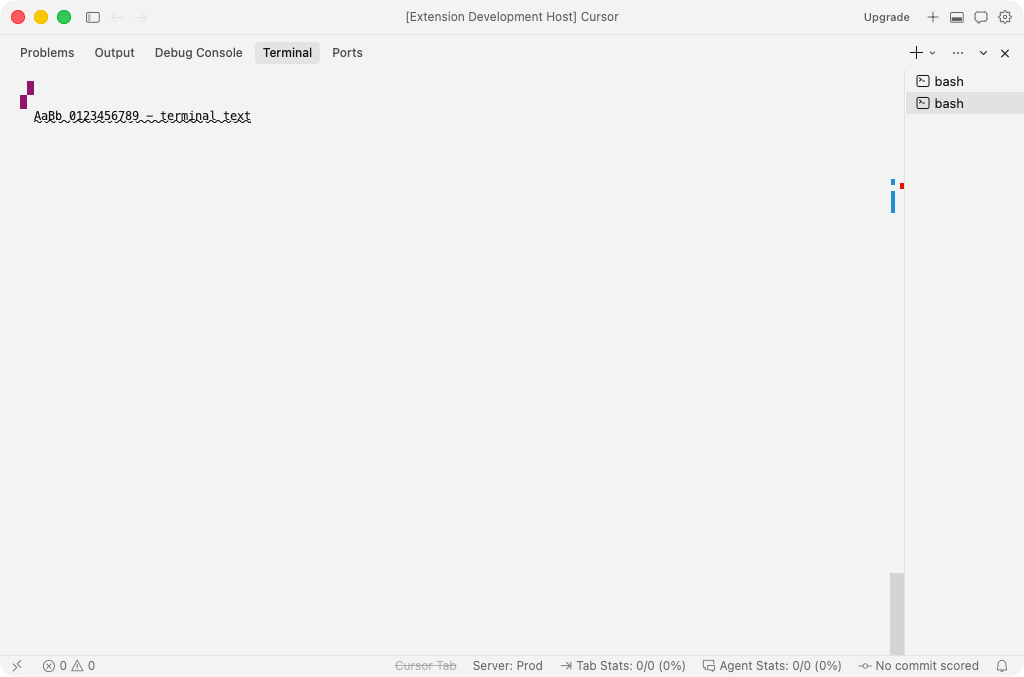 [Extension Development Host] Cursor
Upgrade
Problems
Output
Debug Console
Terminal
Ports
bash
bash
AaBb 0123456789 — terminal text
0
0
Cursor Tab
Server: Prod
Tab Stats: 0/0 (0%)
Agent Stats: 0/0 (0%)
No commit scored